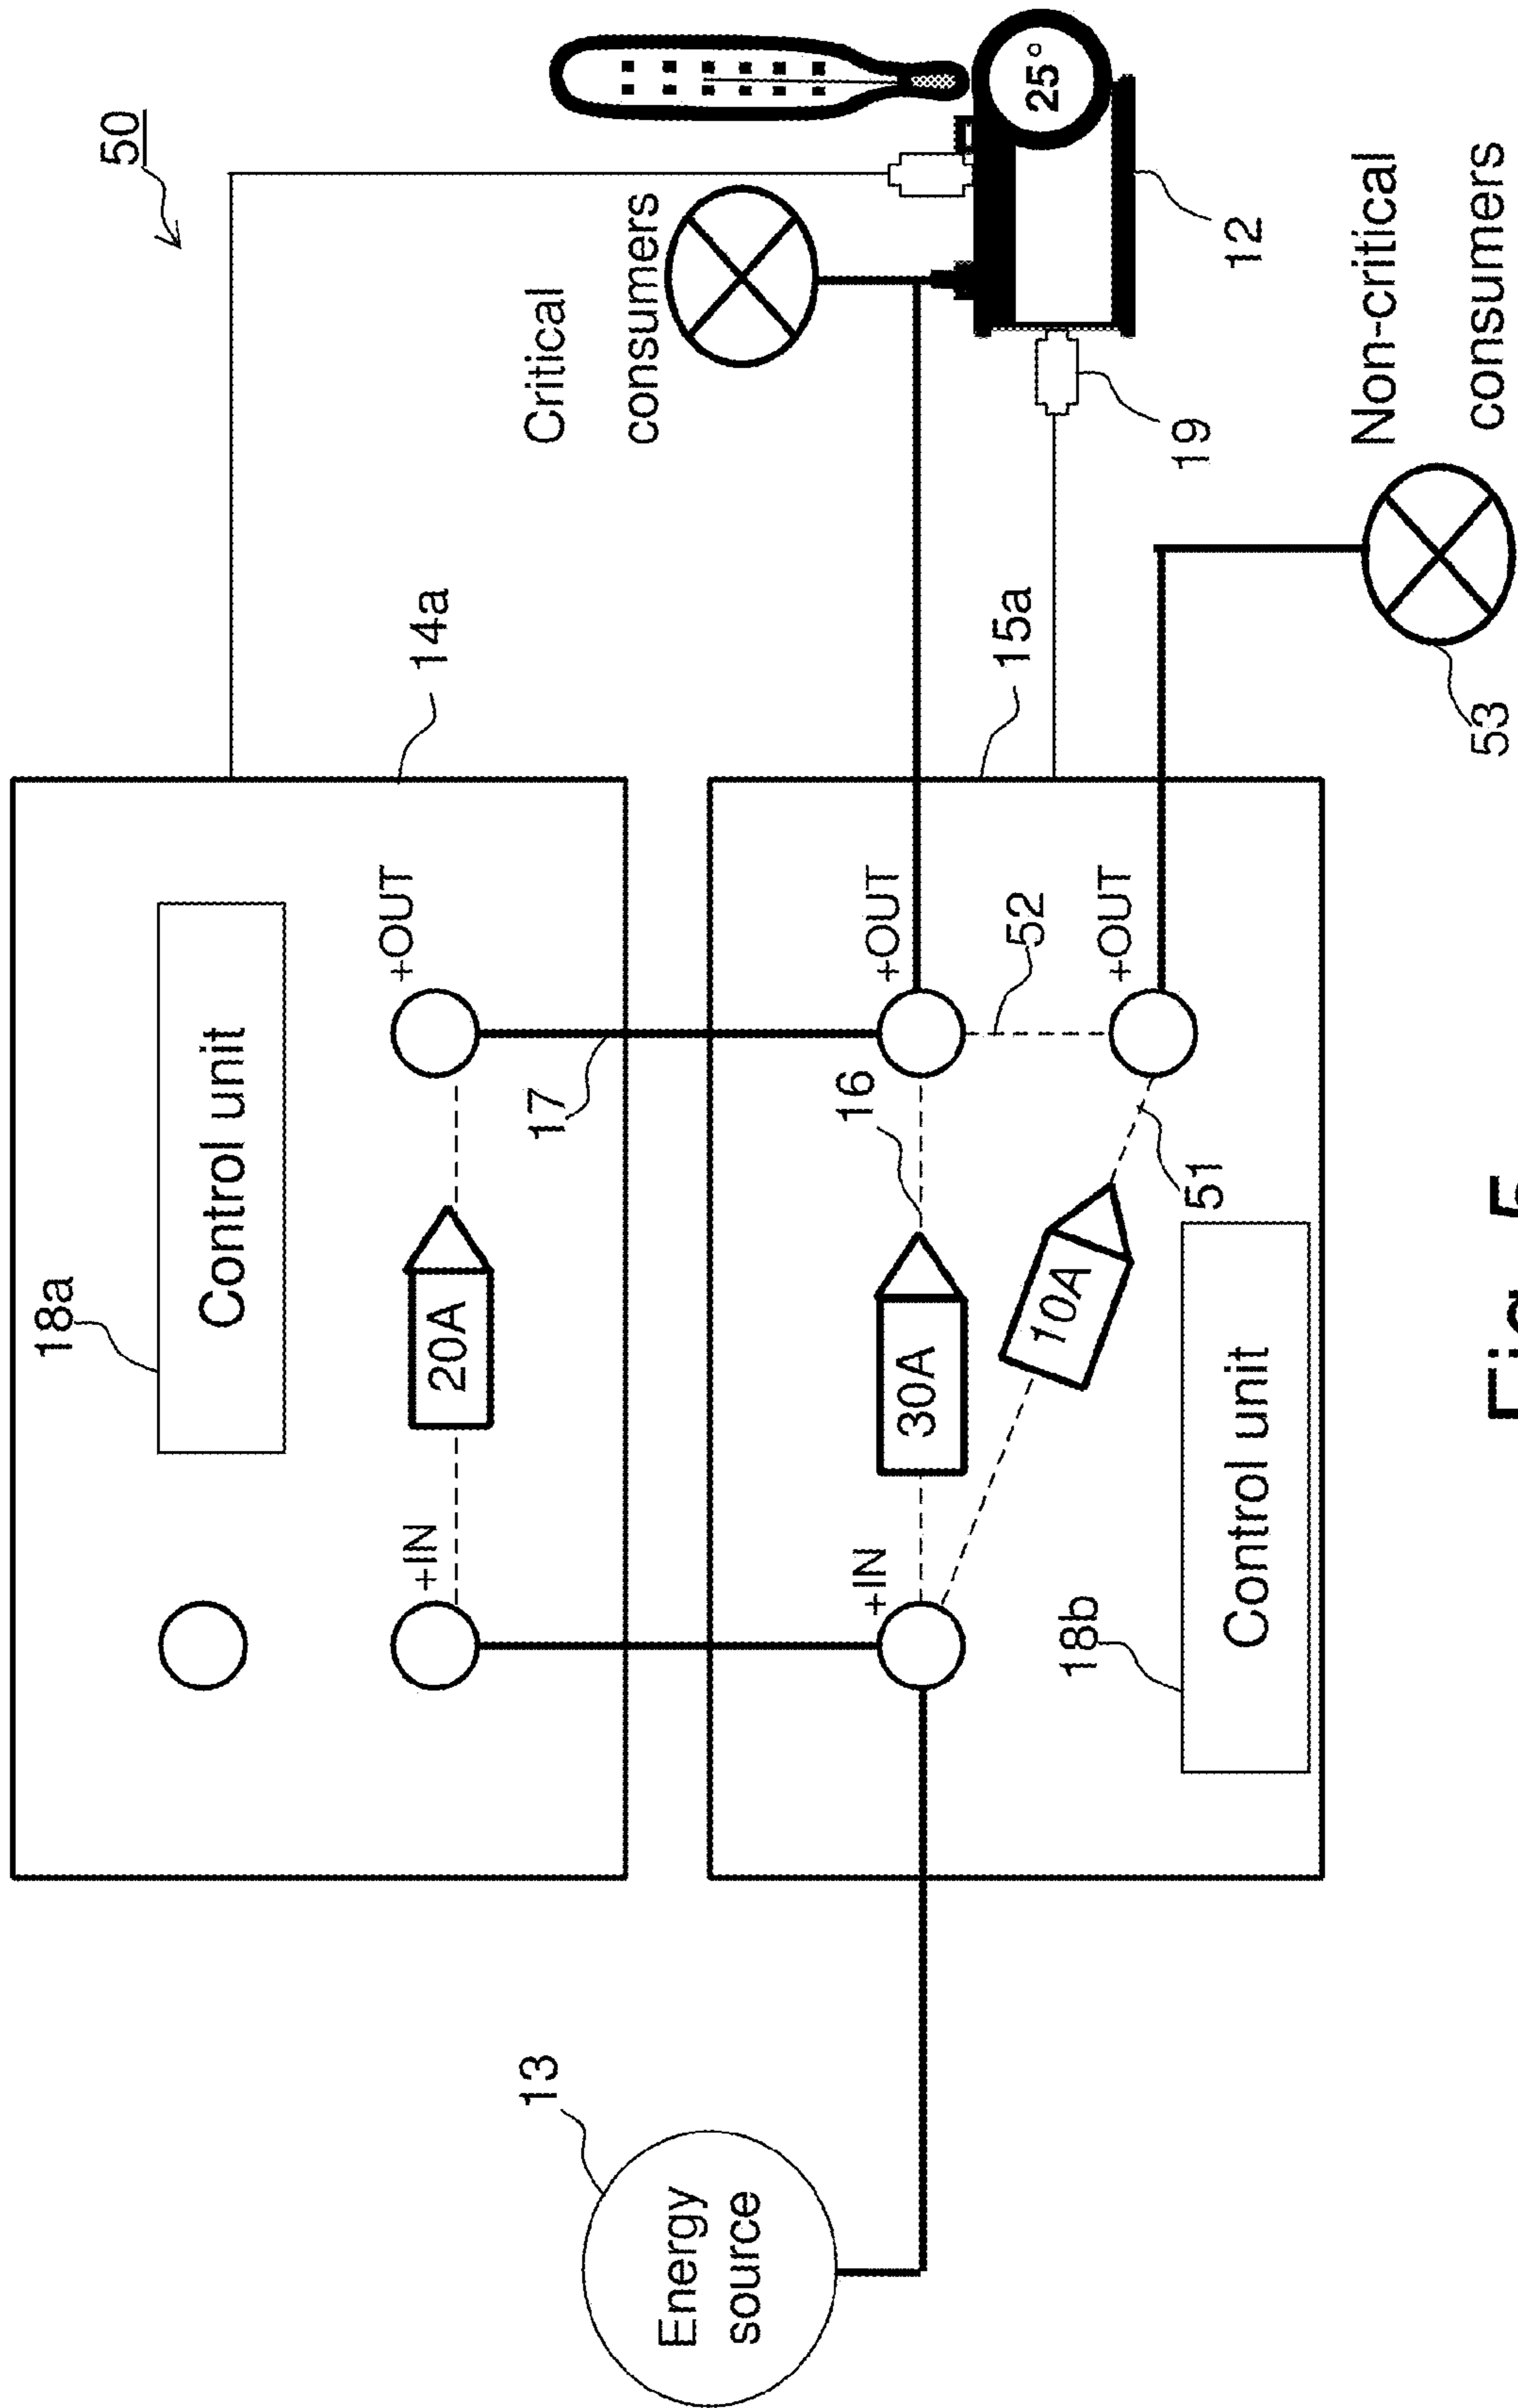 50
18a
Control unit
14a
+IN
20A
+OUT
17
Critical
consumers
25°
13
Energy
source
+IN
30A
16
+OUT
15a
52
10A
51
+OUT
18b
Control unit
19
12
Non-critical
consumers
53